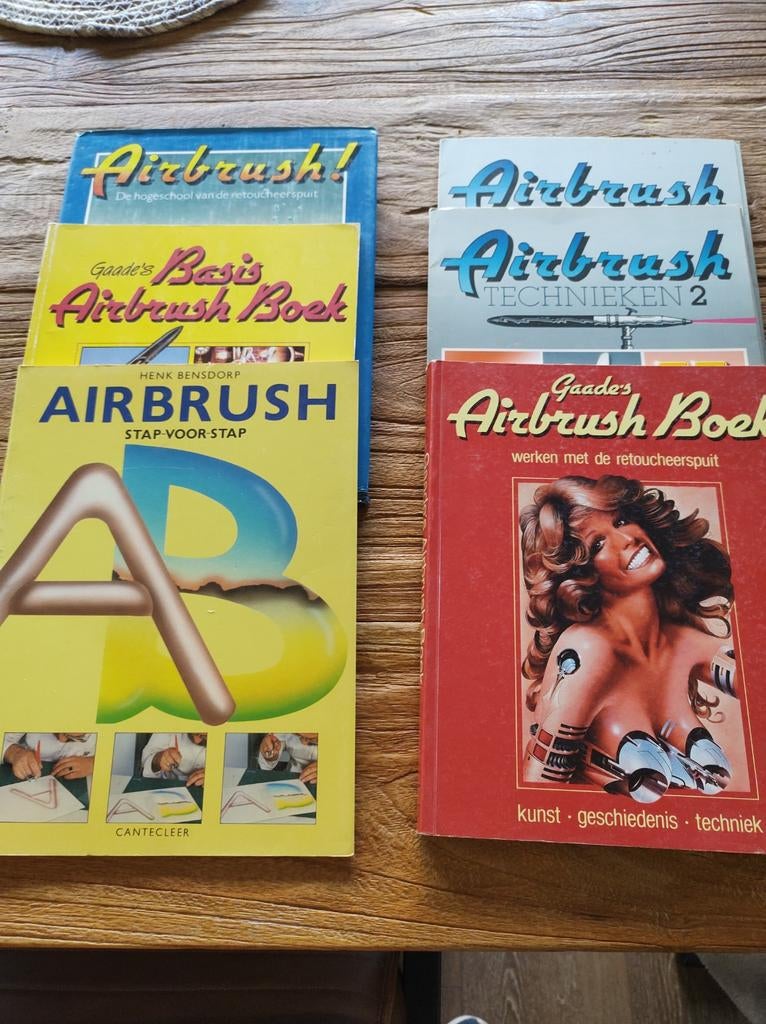 Airbrush!
De hogeschool van de retoucheerspuit
Gaade's Basis
Airbrush Boek
HENK BENSDORP
AIRBRUSH
STAP-VOOR-STAP
CANTECLEER
Airbrush
Airbrush
TECHNIEKEN 2
Gaade's
Airbrush Boek
werken met de retoucheerspuit
kunst · geschiedenis · techniek